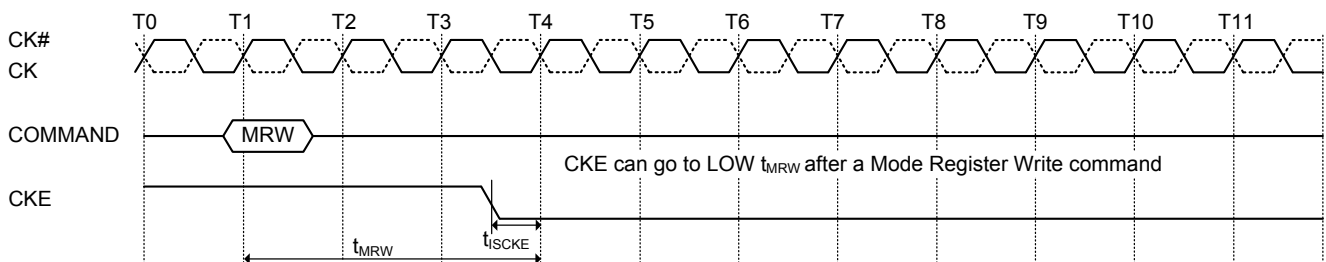 T0 T1 T2 T3 T4 T5 T6 T7 T8 T9 T10 T11
CK#
CK
COMMAND MRW
CKE can go to LOW tMRW after a Mode Register Write command
CKE
tISCKE
tMRW